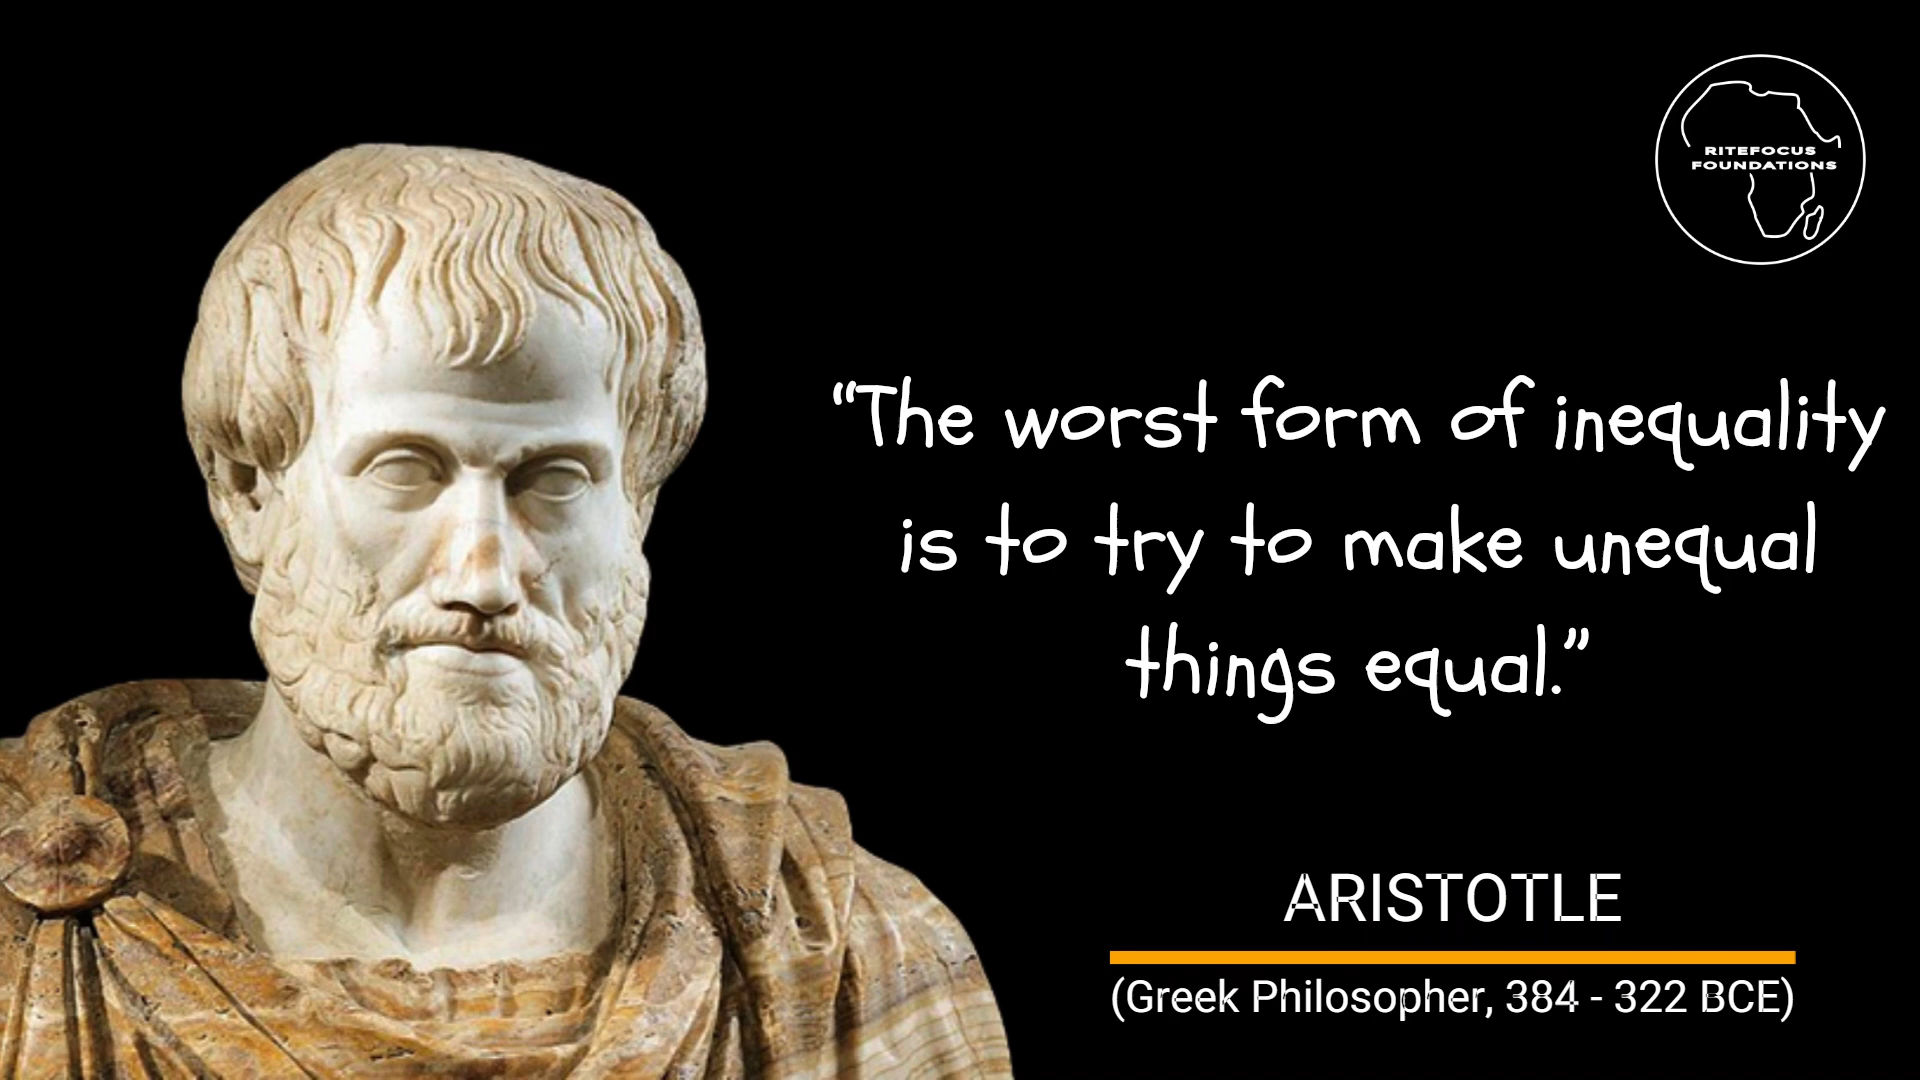 RITEFOCUS
FOUNDATIONS
“The worst form of inequality
is to try to make unequal
things equal.”
ARISTOTLE
(Greek Philosopher, 384 - 322 BCE)